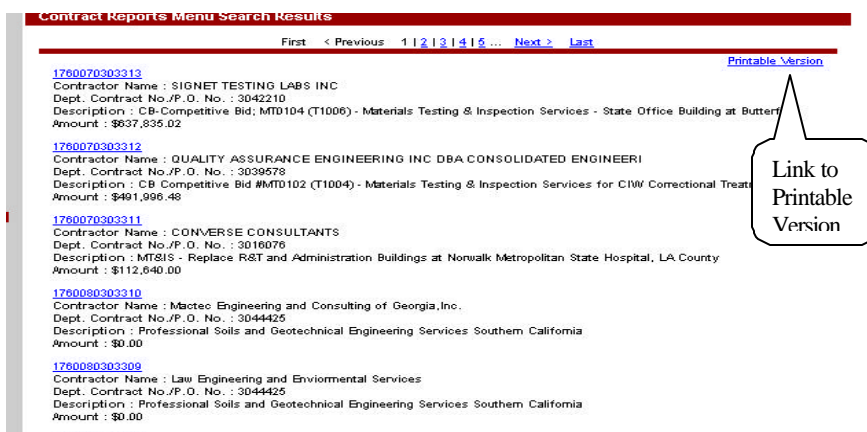 Contract Reports Menu Search Results
First < Previous 1 | 2 | 3 | 4 | 5 ... Next > Last
Printable Version
1760070303313
Contractor Name : SIGNET TESTING LABS INC
Dept. Contract No./P.O. No. : 3042210
Description : CB-Competitive Bid; MT0104 (T1006) - Materials Testing & Inspection Services - State Office Building at Butterf
Amount : $637,835.02
1760070303312
Contractor Name : QUALITY ASSURANCE ENGINEERING INC DBA CONSOLIDATED ENGINEERI
Dept. Contract No./P.O. No. : 3039578
Description : CB Competitive Bid #MT0102 (T1004) - Materials Testing & Inspection Services for CIW Correctional Treat
Amount : $491,996.48
Link to
Printable
Version
1760070303311
Contractor Name : CONVERSE CONSULTANTS
Dept. Contract No./P.O. No. : 3016076
Description : MT&IS - Replace R&T and Administration Buildings at Norwalk Metropolitan State Hospital, LA County
Amount : $112,640.00
1760080303310
Contractor Name : Mactec Engineering and Consulting of Georgia,Inc.
Dept. Contract No./P.O. No. : 3044425
Description : Professional Soils and Geotechnical Engineering Services Southern California
Amount : $0.00
1760080303309
Contractor Name : Law Engineering and Enviormental Services
Dept. Contract No./P.O. No. : 3044425
Description : Professional Soils and Geotechnical Engineering Services Southern California
Amount : $0.00